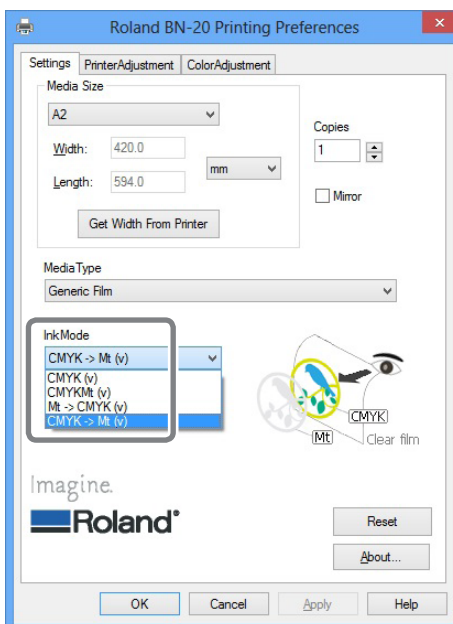 Roland BN-20 Printing Preferences
Settings PrinterAdjustment ColorAdjustment
Media Size
A2
Width: 420.0
Length: 594.0
mm
Get Width From Printer
Copies
1
Mirror
MediaType
Generic Film
InkMode
CMYK -> Mt (v)
CMYK (v)
CMYKMt (v)
Mt -> CMYK (v)
CMYK -> Mt (v)
CMYK
Mt
Clear film
Imagine.
Roland®
Reset
About...
OK Cancel Apply Help